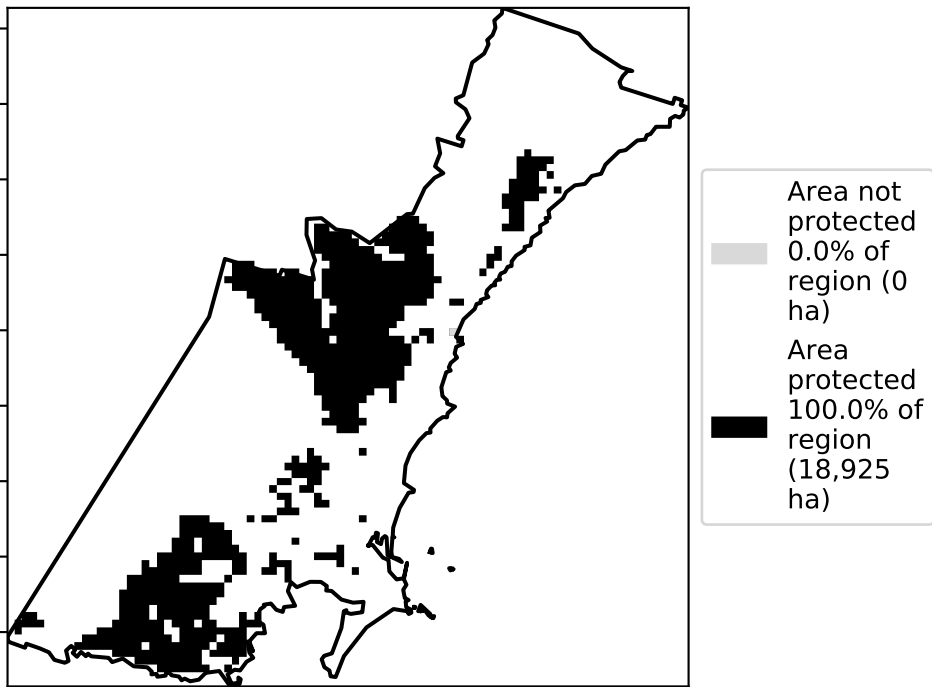 Area not
protected
0.0% of
region (0
ha)
Area
protected
100.0% of
region
(18,925
ha)